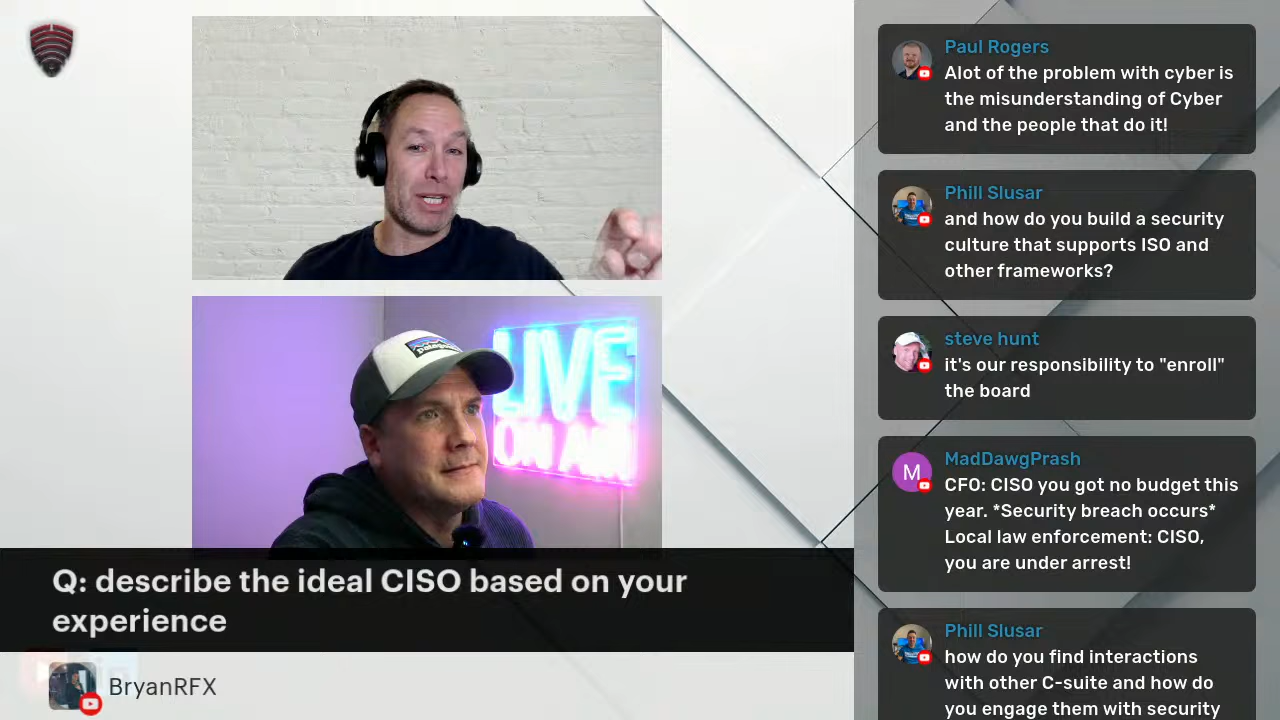 Paul Rogers
Alot of the problem with cyber is
the misunderstanding of Cyber
and the people that do it!
Phill Slusar
and how do you build a security
culture that supports ISO and
other frameworks?
steve hunt
it's our responsibility to "enroll"
the board
M
MadDawgPrash
CFO: CISO you got no budget this
year. *Security breach occurs*
Local law enforcement: CISO,
you are under arrest!
Phill Slusar
how do you find interactions
with other C-suite and how do
you engage them with security
patagonia
LIVE
ON AIR
Q: describe the ideal CISO based on your
experience
BryanRFX